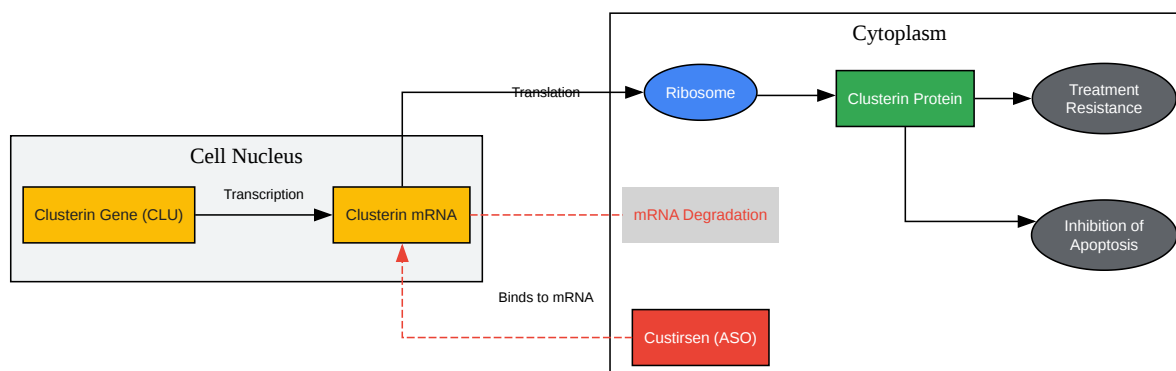 Cytoplasm
Translation
Ribosome
Clusterin Protein
Treatment
Resistance
Cell Nucleus
Clusterin Gene (CLU)
Transcription
Clusterin mRNA
mRNA Degradation
Inhibition of
Apoptosis
Binds to mRNA
Custirsen (ASO)